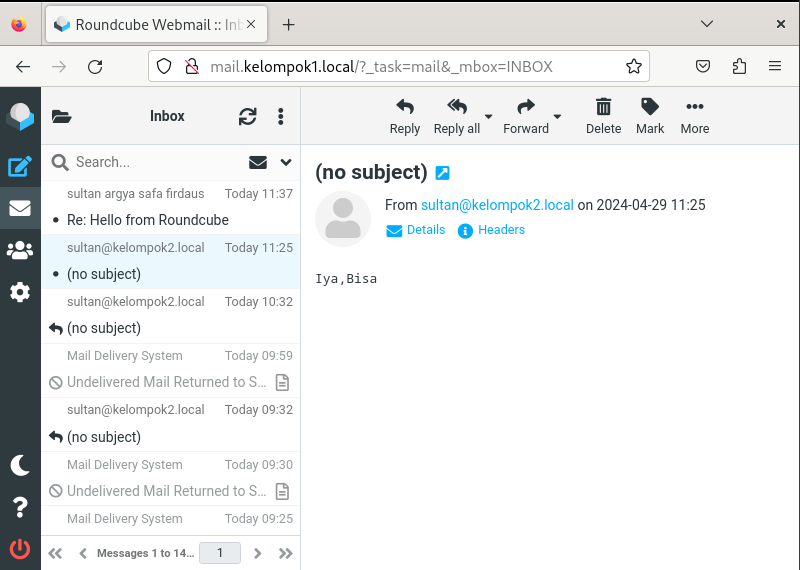 Roundcube Webmail :: Inb
mail.kelompok1.local/?_task=mail&_mbox=INBOX
Inbox
Reply
Reply all
Forward
Delete
Mark
More
Search...
sultan argya safa firdaus Today 11:37
Re: Hello from Roundcube
sultan@kelompok2.local Today 11:25
(no subject)
sultan@kelompok2.local Today 10:32
(no subject)
Mail Delivery System Today 09:59
Undelivered Mail Returned to S...
sultan@kelompok2.local Today 09:32
(no subject)
Mail Delivery System Today 09:30
Undelivered Mail Returned to S...
Mail Delivery System Today 09:25
Messages 1 to 14... 1
(no subject)
From sultan@kelompok2.local on 2024-04-29 11:25
Details Headers
Iya,Bisa